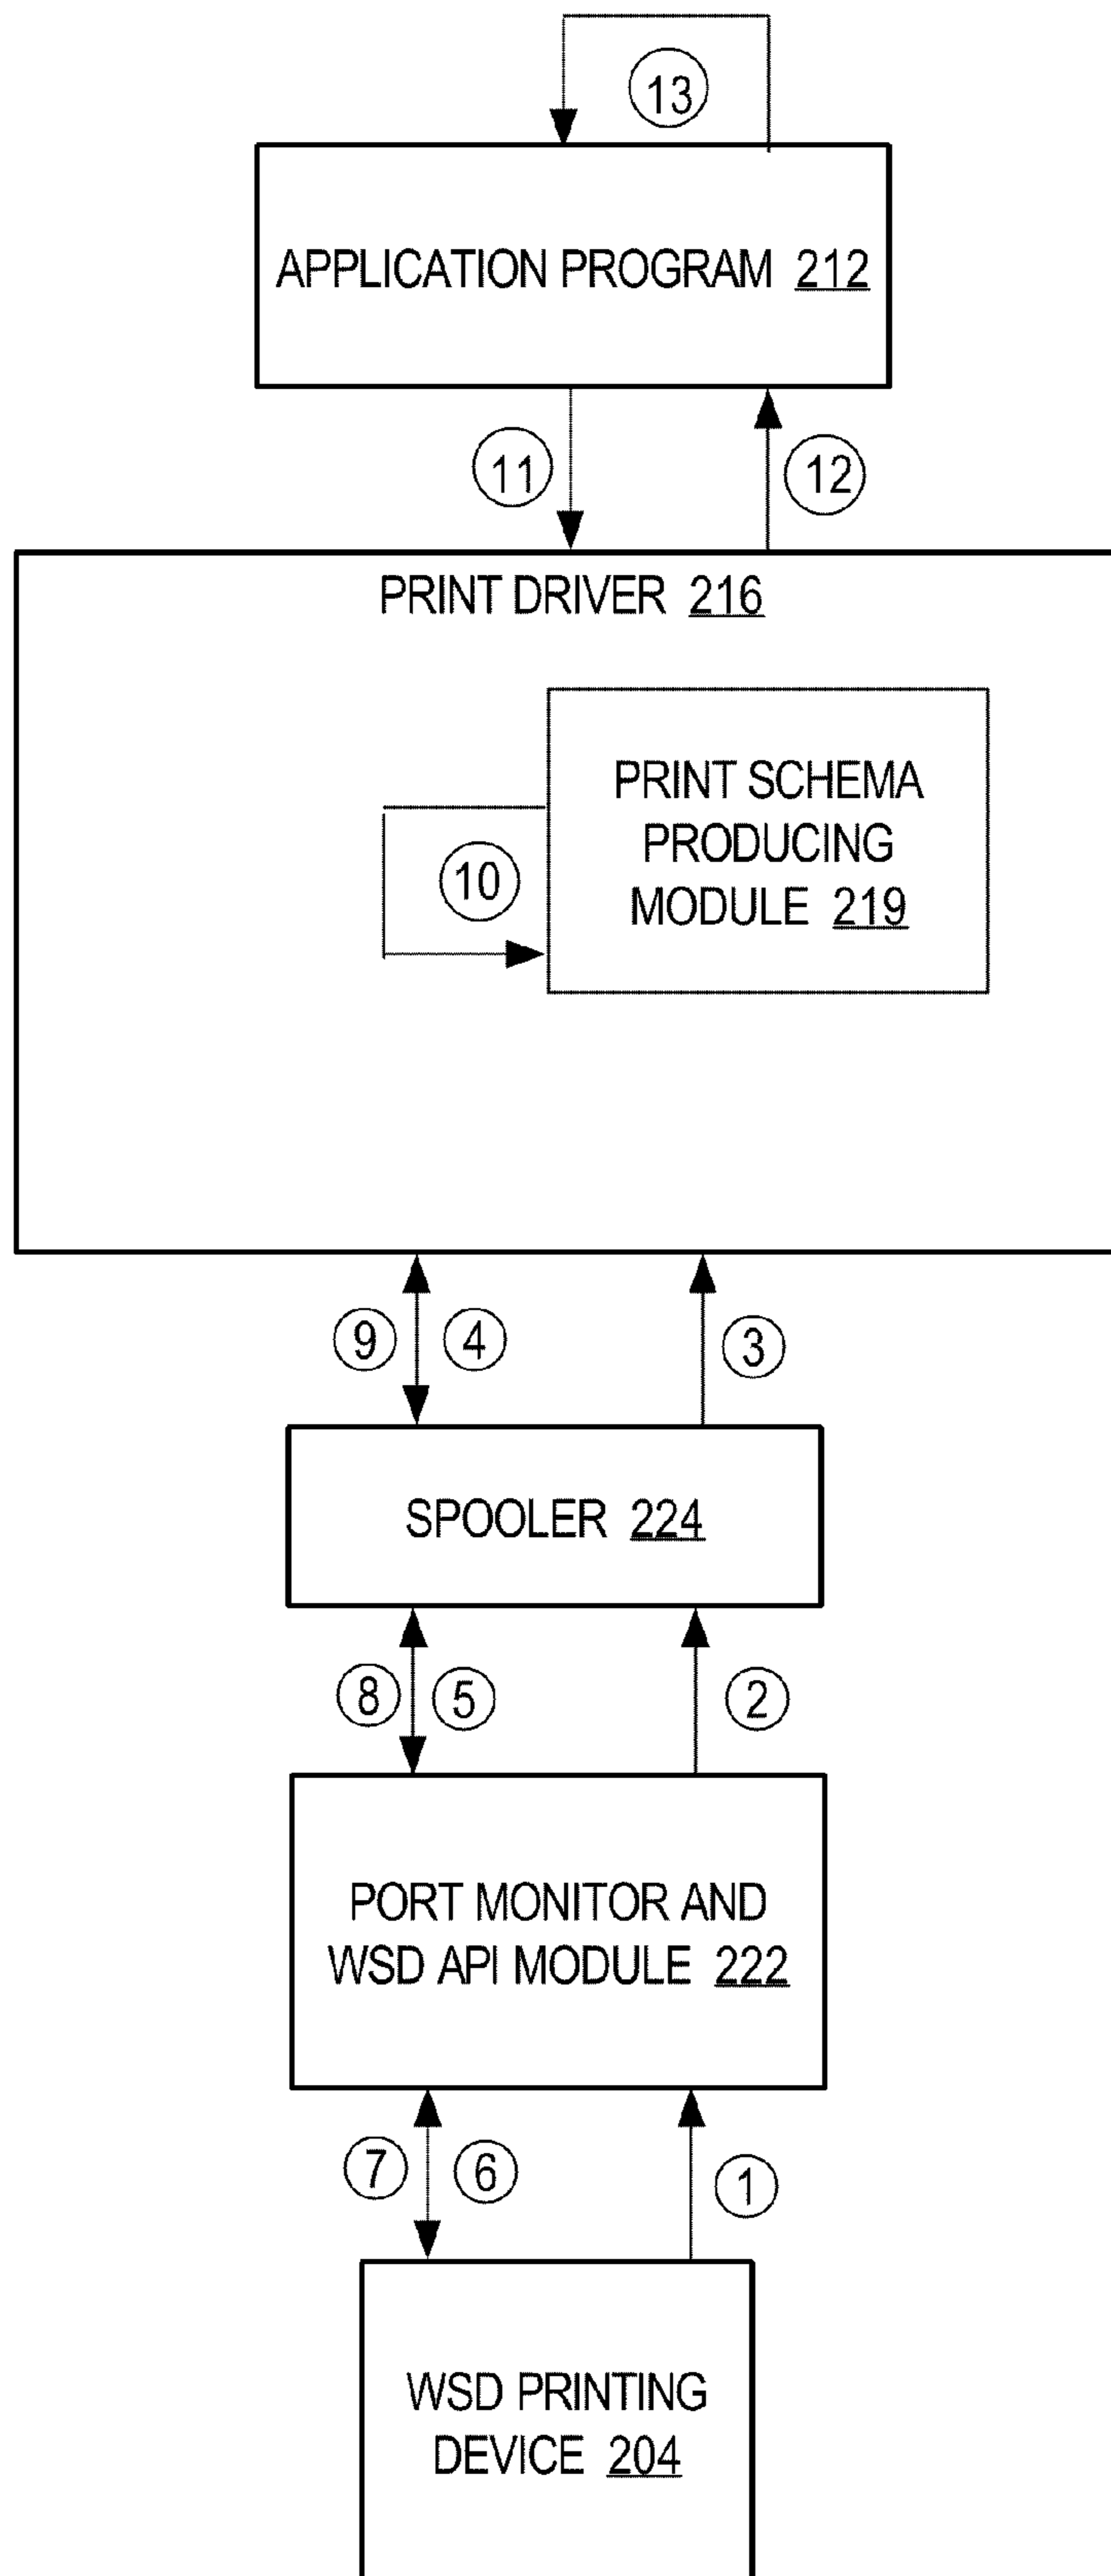 13
APPLICATION PROGRAM 212
11
12
PRINT DRIVER 216
PRINT SCHEMA
PRODUCING
MODULE 219
10
9
4
3
SPOOLER 224
8
5
2
PORT MONITOR AND
WSD API MODULE 222
7
6
1
WSD PRINTING
DEVICE 204